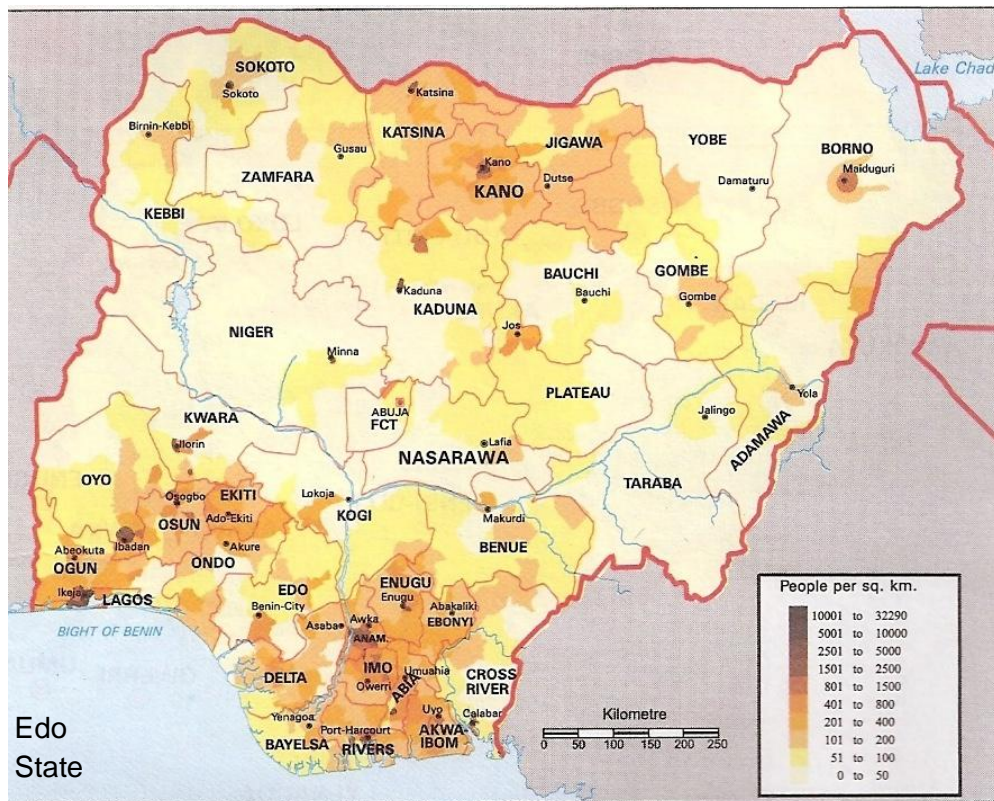 SOKOTO
Sokoto
Katsina
Lake Chad
Birnin-Kebbi
KATSINA
JIGAWA
YOBE
BORNO
Gusau
Kano
Maiduguri
ZAMFARA
KANO
Dutse
Damaturu
KEBBI
BAUCHI
GOMBE
Kaduna
KADUNA
Bauchi
Gombe
NIGER
Jos
Minna
PLATEAU
Yola
KWARA
ABUJA
FCT
Jalingo
ADAMAWA
Ilorin
Lafia
NASARAWA
OYO
TARABA
Osogbo
EKITI
Lokoja
KOGI
OSUN
Ado-Ekiti
Makurdi
Ibadan
Akure
BENUE
Abeokuta
OGUN
ONDO
EDO
ENUGU
Enugu
Ikeja
LAGOS
Benin-City
Abakaliki
EBONYI
Asaba
Awka
ANAM.
BIGHT OF BENIN
IMO
Umuahia
CROSS
RIVER
DELTA
Owerri
ABIA
Uyo
Calabar
Yenagoa
Port-Harcourt
AKWA
IBOM
BAYELSA
RIVERS
Edo
State
Kilometre
0 50 100 150 200 250
People per sq. km.
10001 to 32290
5001 to 10000
2501 to 5000
1501 to 2500
801 to 1500
401 to 800
201 to 400
101 to 200
51 to 100
0 to 50